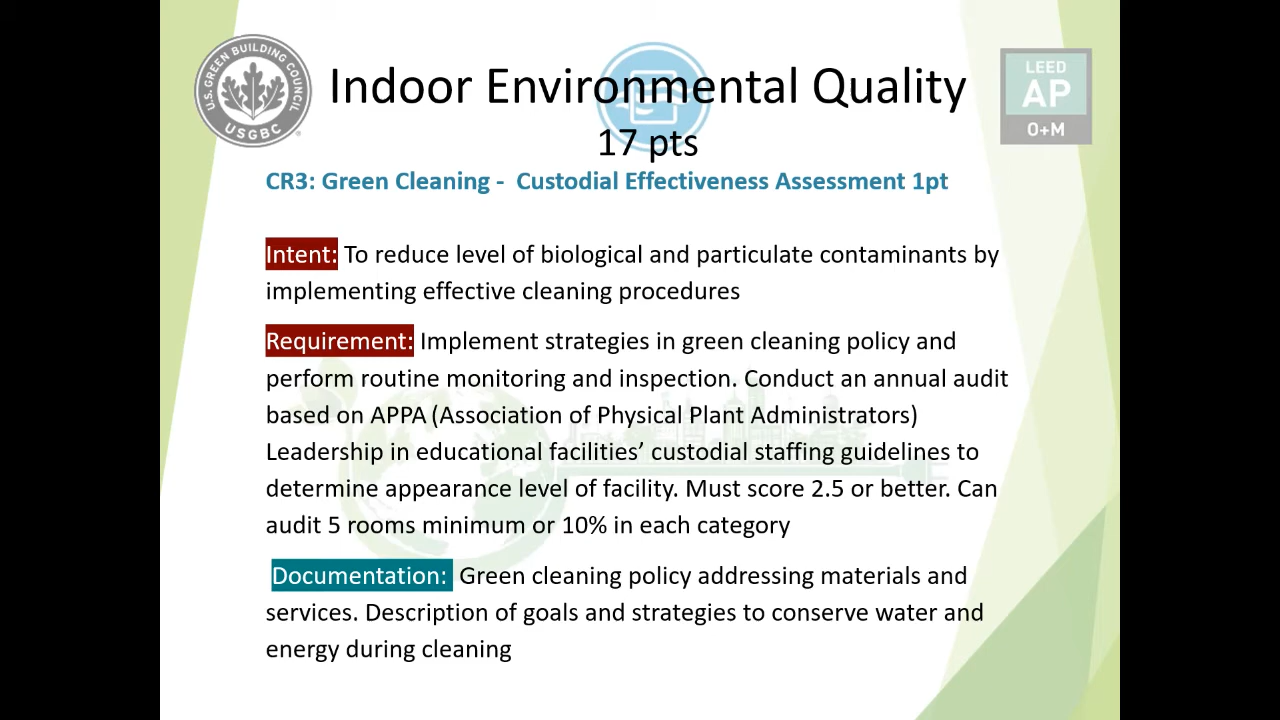 U.S. GREEN BUILDING COUNCIL
USGBC
LEED
AP
O+M
Indoor Environmental Quality
17 pts
CR3: Green Cleaning - Custodial Effectiveness Assessment 1pt
Intent: To reduce level of biological and particulate contaminants by
implementing effective cleaning procedures
Requirement: Implement strategies in green cleaning policy and
perform routine monitoring and inspection. Conduct an annual audit
based on APPA (Association of Physical Plant Administrators)
Leadership in educational facilities’ custodial staffing guidelines to
determine appearance level of facility. Must score 2.5 or better. Can
audit 5 rooms minimum or 10% in each category
Documentation: Green cleaning policy addressing materials and
services. Description of goals and strategies to conserve water and
energy during cleaning